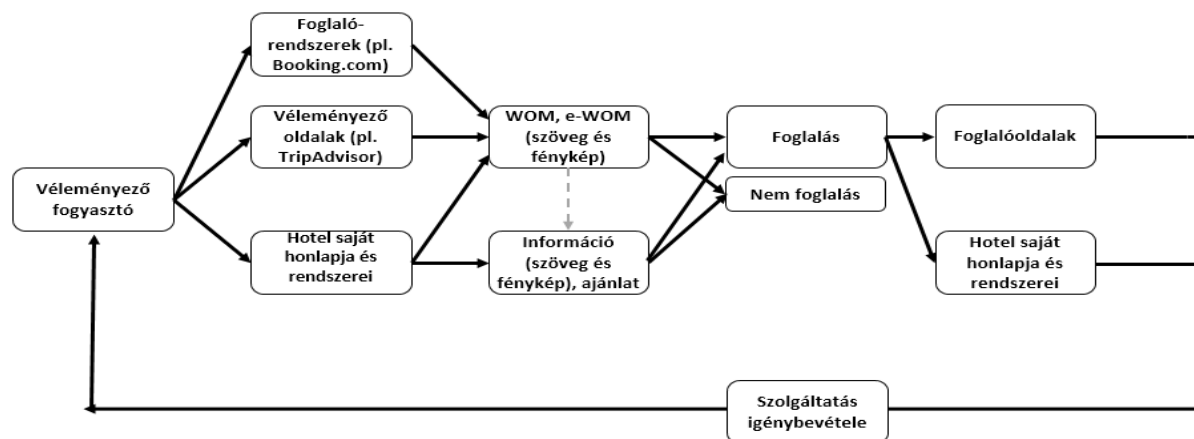 Foglaló-
rendszerek (pl.
Booking.com)
Véleményező
oldalak (pl.
TripAdvisor)
WOM, e-WOM
(szöveg és
fénykép)
Foglalás
Foglalóoldalak
Véleményező
fogyasztó
Nem foglalás
Hotel saját
honlapja és
rendszerei
Információ
(szöveg és
fénykép), ajánlat
Hotel saját
honlapja és
rendszerei
Szolgáltatás
igénybevétele